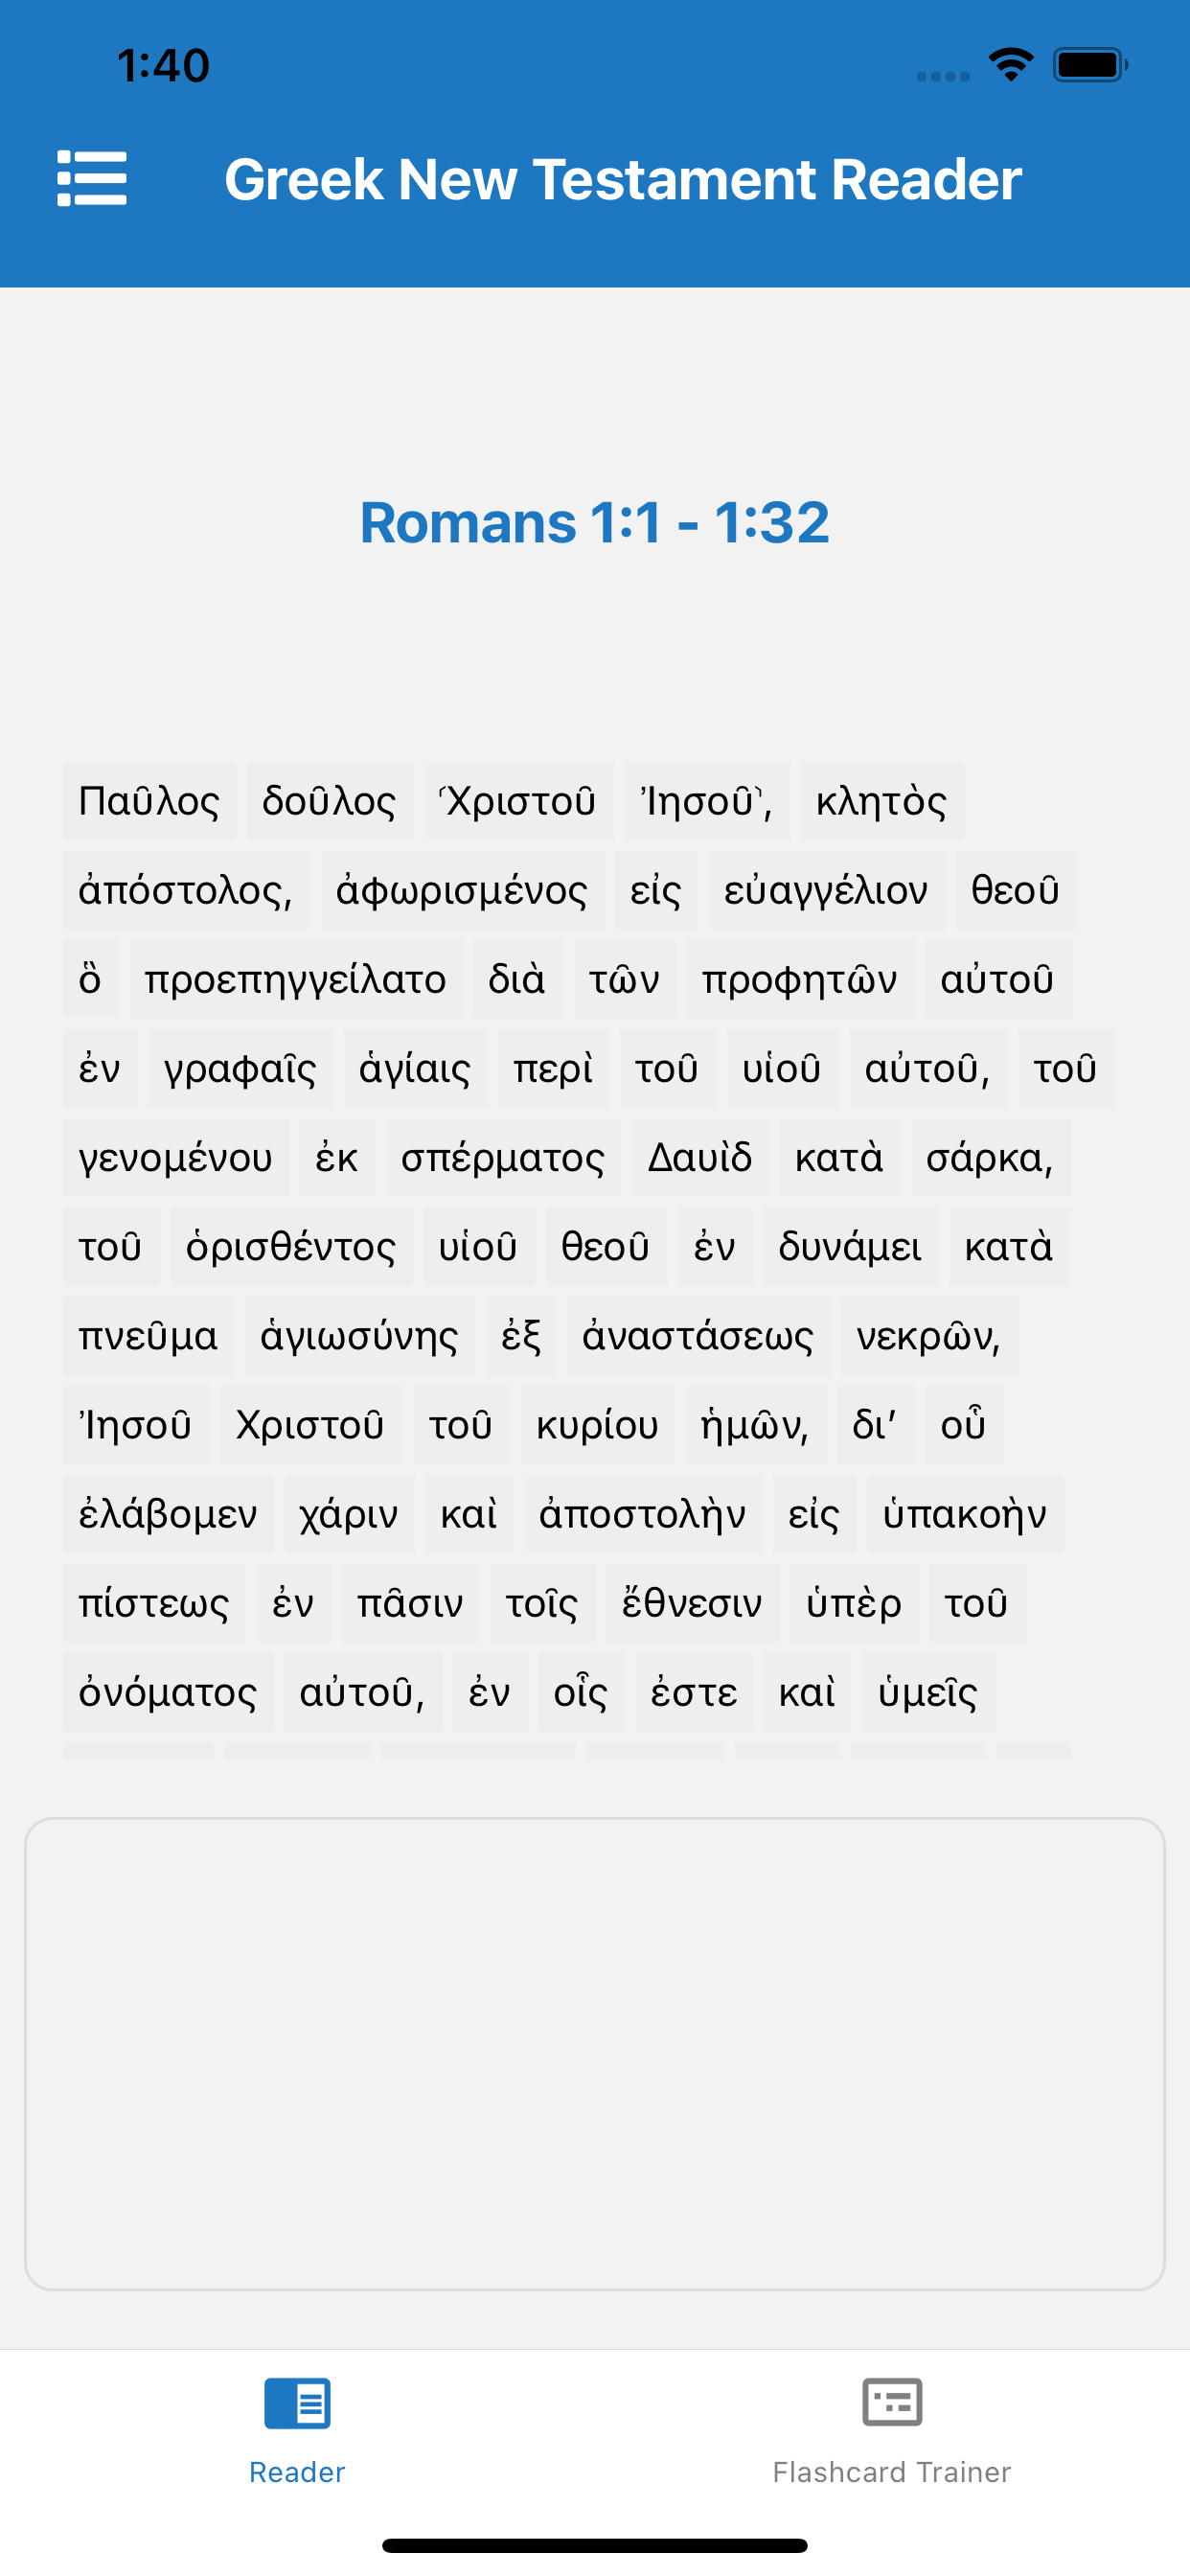 1:40
Greek New Testament Reader
Romans 1:1 - 1:32
Παῦλος δοῦλος ⸂Χριστοῦ Ἰησοῦ⸃, κλητὸς
ἀπόστολος, ἀφωρισμένος εἰς εὐαγγέλιον θεοῦ
ὃ προεπηγγείλατο διὰ τῶν προφητῶν αὐτοῦ
ἐν γραφαῖς ἁγίαις περὶ τοῦ υἱοῦ αὐτοῦ, τοῦ
γενομένου ἐκ σπέρματος Δαυὶδ κατὰ σάρκα,
τοῦ ὁρισθέντος υἱοῦ θεοῦ ἐν δυνάμει κατὰ
πνεῦμα ἁγιωσύνης ἐξ ἀναστάσεως νεκρῶν,
Ἰησοῦ Χριστοῦ τοῦ κυρίου ἡμῶν, δι’ οὗ
ἐλάβομεν χάριν καὶ ἀποστολὴν εἰς ὑπακοὴν
πίστεως ἐν πᾶσιν τοῖς ἔθνεσιν ὑπὲρ τοῦ
ὀνόματος αὐτοῦ, ἐν οἷς ἐστε καὶ ὑμεῖς
Reader
Flashcard Trainer